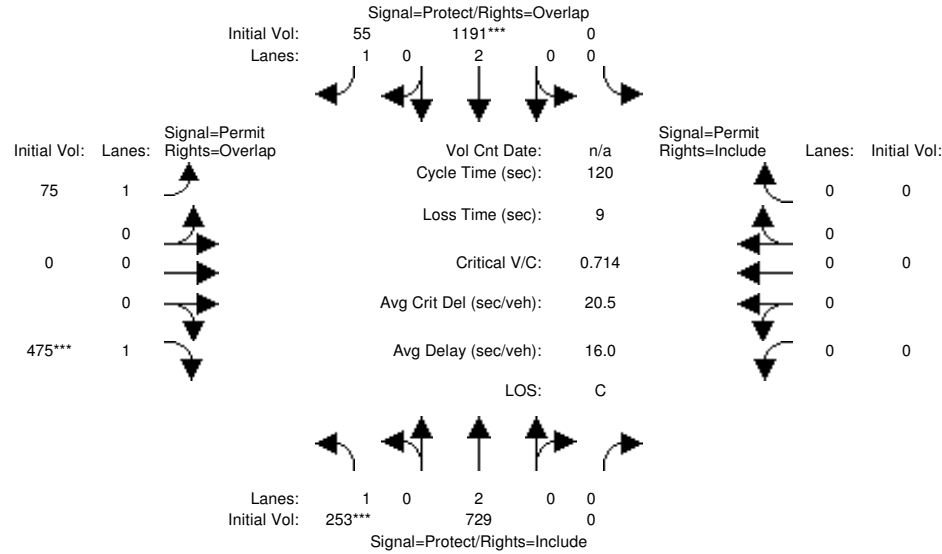 Signal=Protect/Rights=Overlap
Initial Vol: 55 1191*** 0
Lanes: 1 0 2 0 0
Signal=Permit
Initial Vol: Lanes: Rights=Overlap
75 1
0
0 0
0
475*** 1
Vol Cnt Date: n/a
Cycle Time (sec): 120
Loss Time (sec): 9
Critical V/C: 0.714
Avg Crit Del (sec/veh): 20.5
Avg Delay (sec/veh): 16.0
LOS: C
Signal=Permit
Rights=Include Lanes: Initial Vol:
0 0
0
0 0
0
0 0
Lanes: 1 0 2 0 0
Initial Vol: 253*** 729 0
Signal=Protect/Rights=Include